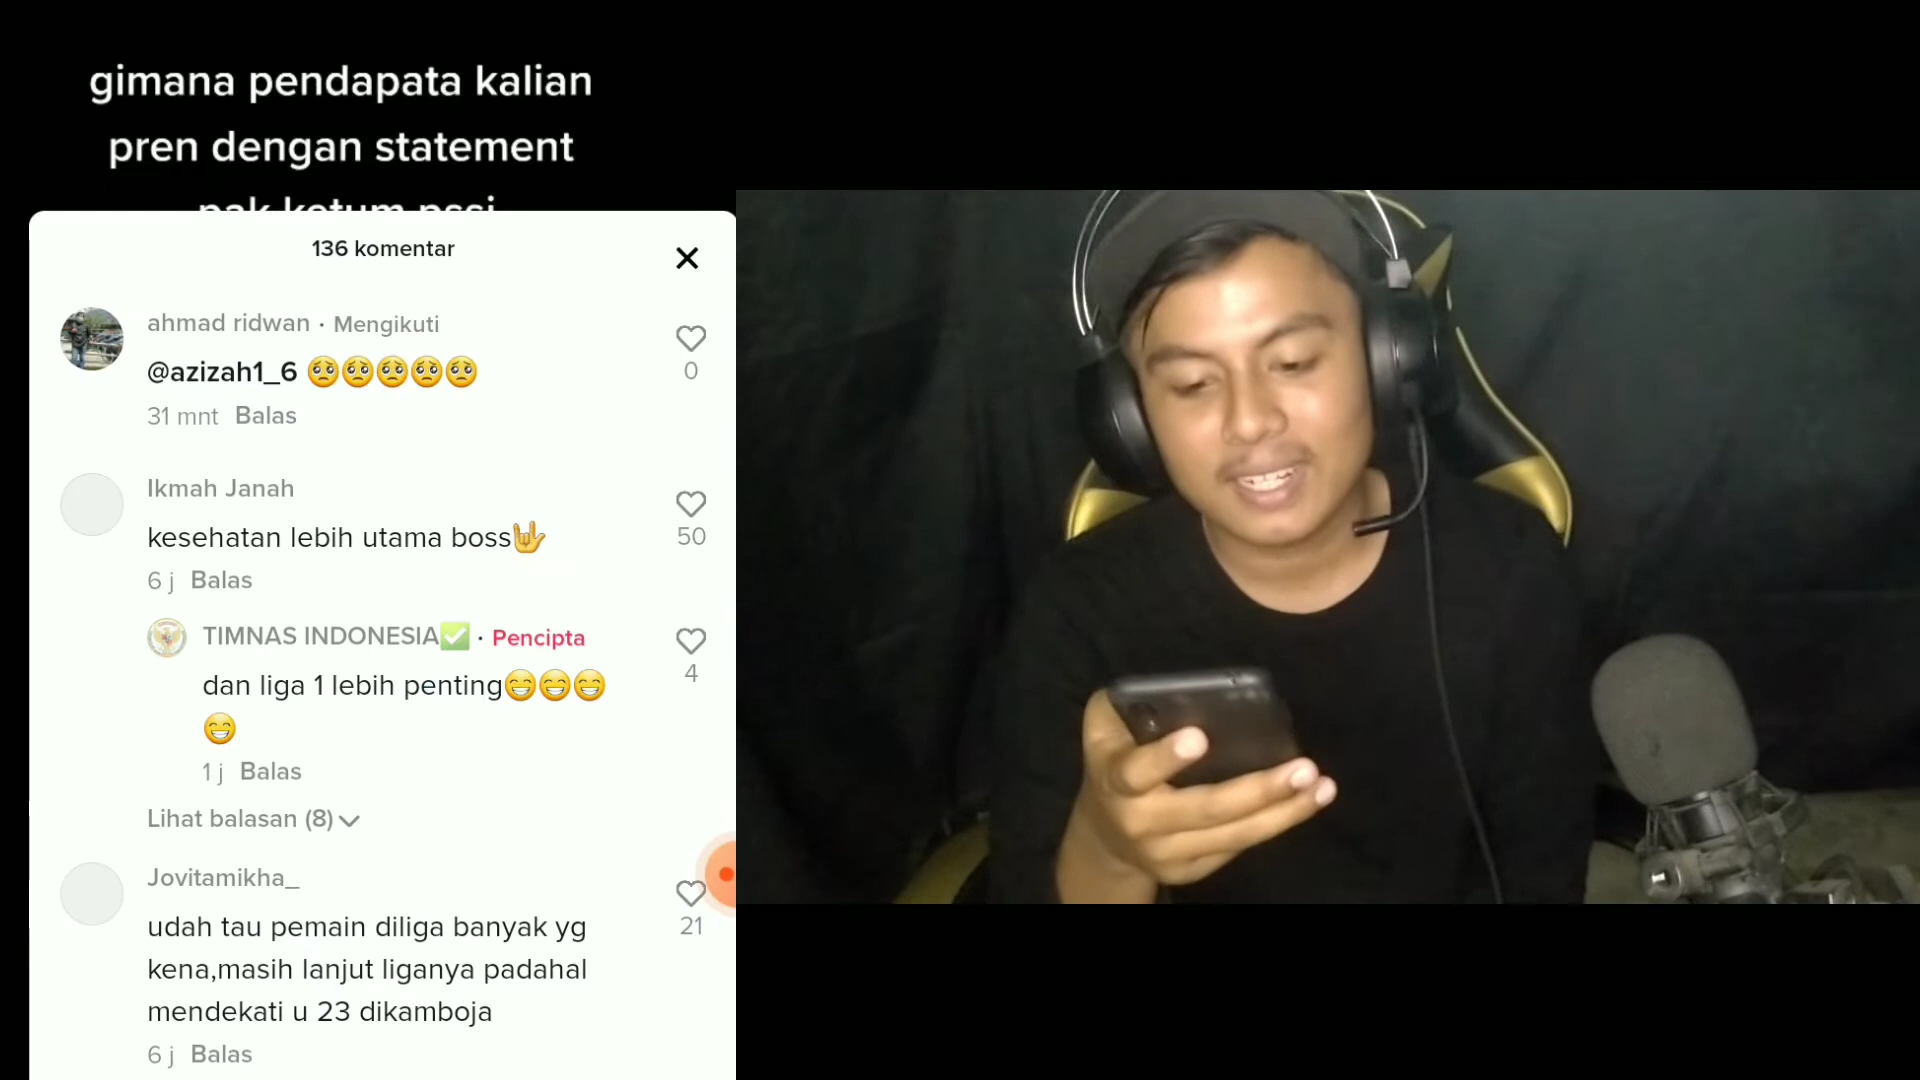 gimana pendapata kalian
pren dengan statement
pak ketum pssi
136 komentar
ahmad ridwan · Mengikuti
@azizah1_6 🥺🥺🥺🥺🥺
0
31 mnt Balas
Ikmah Janah
kesehatan lebih utama boss🤟
50
6 j Balas
TIMNAS INDONESIA✅ · Pencipta
dan liga 1 lebih penting😁😁😁
😁
4
1 j Balas
Lihat balasan (8)
Jovitamikha_
udah tau pemain diliga banyak yg
kena,masih lanjut liganya padahal
mendekati u 23 dikamboja
21
6 j Balas